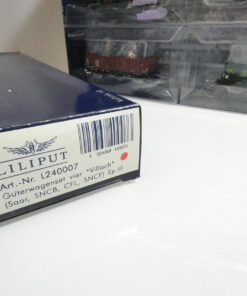 LILIPUT
Art.-Nr. L240007
Güterwagenset vier "Villach"
(Saar, SNCB, CFL, SNCF) Ep III